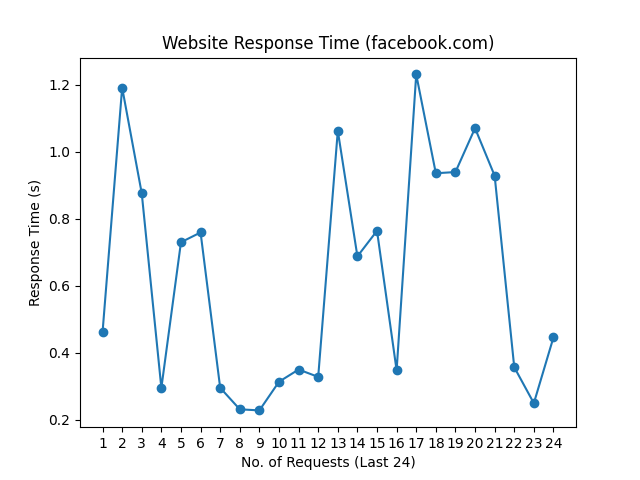 Website Response Time (facebook.com)
Response Time (s)
1.2
1.0
0.8
0.6
0.4
0.2
1 2 3 4 5 6 7 8 9 10 11 12 13 14 15 16 17 18 19 20 21 22 23 24
No. of Requests (Last 24)